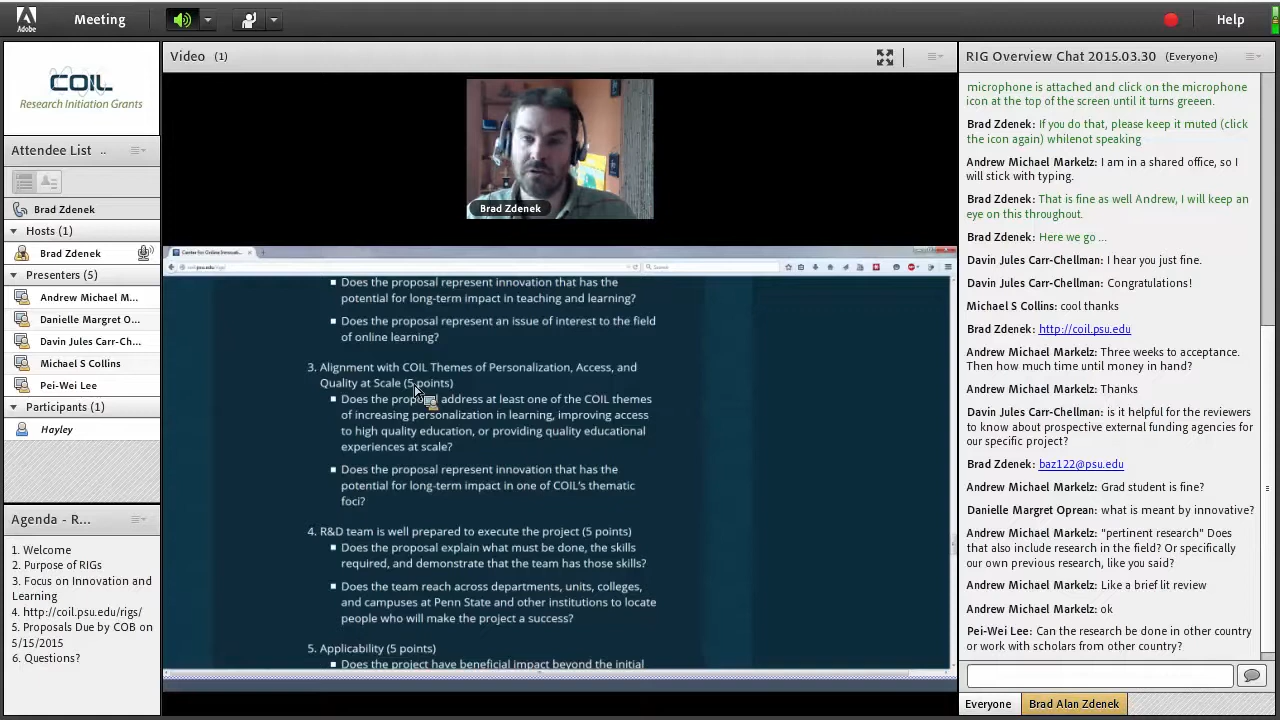 Adobe
Meeting
Help
COIL
Research Initiation Grants
Attendee List ..
Brad Zdenek
Hosts (1)
Brad Zdenek
Presenters (5)
Andrew Michael M...
Danielle Margret O...
Davin Jules Carr-Ch...
Michael S Collins
Pei-Wei Lee
Participants (1)
Hayley
Agenda - R...
1. Welcome
2. Purpose of RIGs
3. Focus on Innovation and
Learning
4. http://coil.psu.edu/rigs/
5. Proposals Due by COB on
5/15/2015
6. Questions?
Video (1)
Brad Zdenek
Center for Online Innovati...
coil.psu.edu/rigs/
Search
Does the proposal represent innovation that has the
potential for long-term impact in teaching and learning?
Does the proposal represent an issue of interest to the field
of online learning?
3. Alignment with COIL Themes of Personalization, Access, and
Quality at Scale (5 points)
Does the proposal address at least one of the COIL themes
of increasing personalization in learning, improving access
to high quality education, or providing quality educational
experiences at scale?
Does the proposal represent innovation that has the
potential for long-term impact in one of COIL's thematic
foci?
4. R&D team is well prepared to execute the project (5 points)
Does the proposal explain what must be done, the skills
required, and demonstrate that the team has those skills?
Does the team reach across departments, units, colleges,
and campuses at Penn State and other institutions to locate
people who will make the project a success?
5. Applicability (5 points)
Does the project have beneficial impact beyond the initial
RIG Overview Chat 2015.03.30 (Everyone)
microphone is attached and click on the microphone
icon at the top of the screen until it turns greeen.
Brad Zdenek: If you do that, please keep it muted (click
the icon again) whilenot speaking
Andrew Michael Markelz: I am in a shared office, so I
will stick with typing.
Brad Zdenek: That is fine as well Andrew, I will keep an
eye on this throughout.
Brad Zdenek: Here we go ...
Davin Jules Carr-Chellman: I hear you just fine.
Davin Jules Carr-Chellman: Congratulations!
Michael S Collins: cool thanks
Brad Zdenek: http://coil.psu.edu
Andrew Michael Markelz: Three weeks to acceptance.
Then how much time until money in hand?
Andrew Michael Markelz: Thanks
Davin Jules Carr-Chellman: is it helpful for the reviewers
to know about prospective external funding agencies for
our specific project?
Brad Zdenek: baz122@psu.edu
Andrew Michael Markelz: Grad student is fine?
Danielle Margret Oprean: what is meant by innovative?
Andrew Michael Markelz: "pertinent research" Does
that also include research in the field? Or specifically
our own previous research, like you said?
Andrew Michael Markelz: Like a brief lit review
Andrew Michael Markelz: ok
Pei-Wei Lee: Can the research be done in other country
or work with scholars from other country?
Everyone
Brad Alan Zdenek